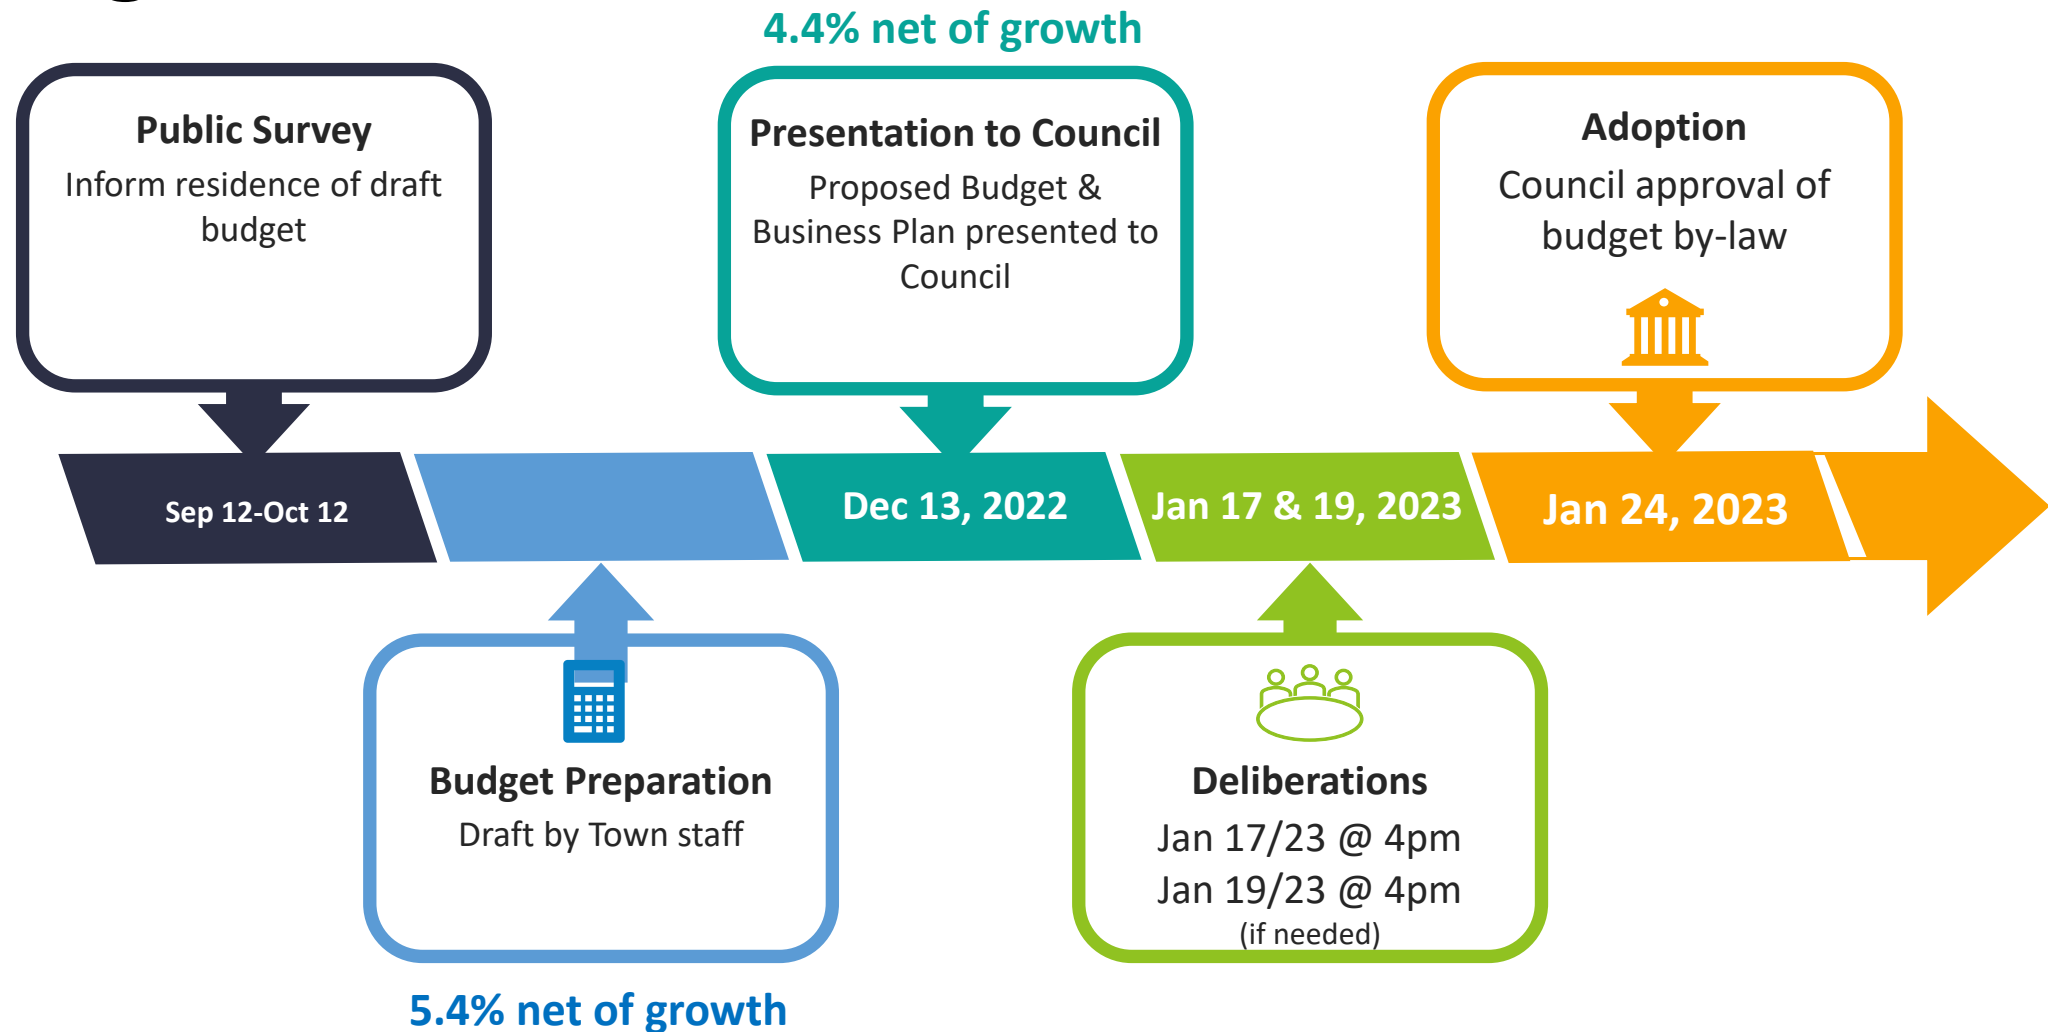 4.4% net of growth
Public Survey
Inform residence of draft
budget
Presentation to Council
Proposed Budget &
Business Plan presented to
Council
Adoption
Council approval of
budget by-law
Sep 12-Oct 12
Dec 13, 2022
Jan 17 & 19, 2023
Jan 24, 2023
Budget Preparation
Draft by Town staff
Deliberations
Jan 17/23 @ 4pm
Jan 19/23 @ 4pm
(if needed)
5.4% net of growth